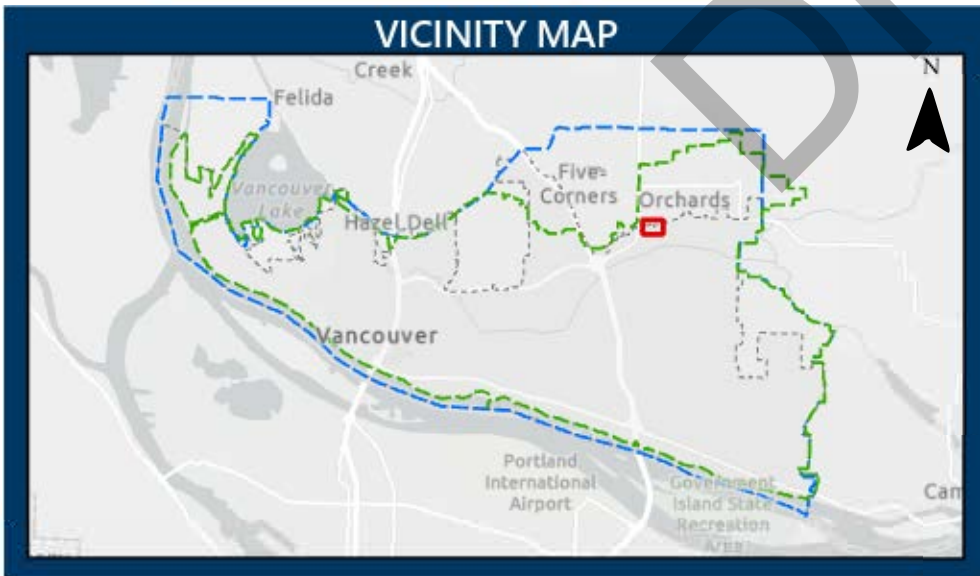 VICINITY MAP
Creek
N
Felida
Five
Corners
Vancouver
Lake
Orchards
Hazel Dell
Vancouver
Portland
International
Airport
Government
Island State
Recreation
Area
Cam